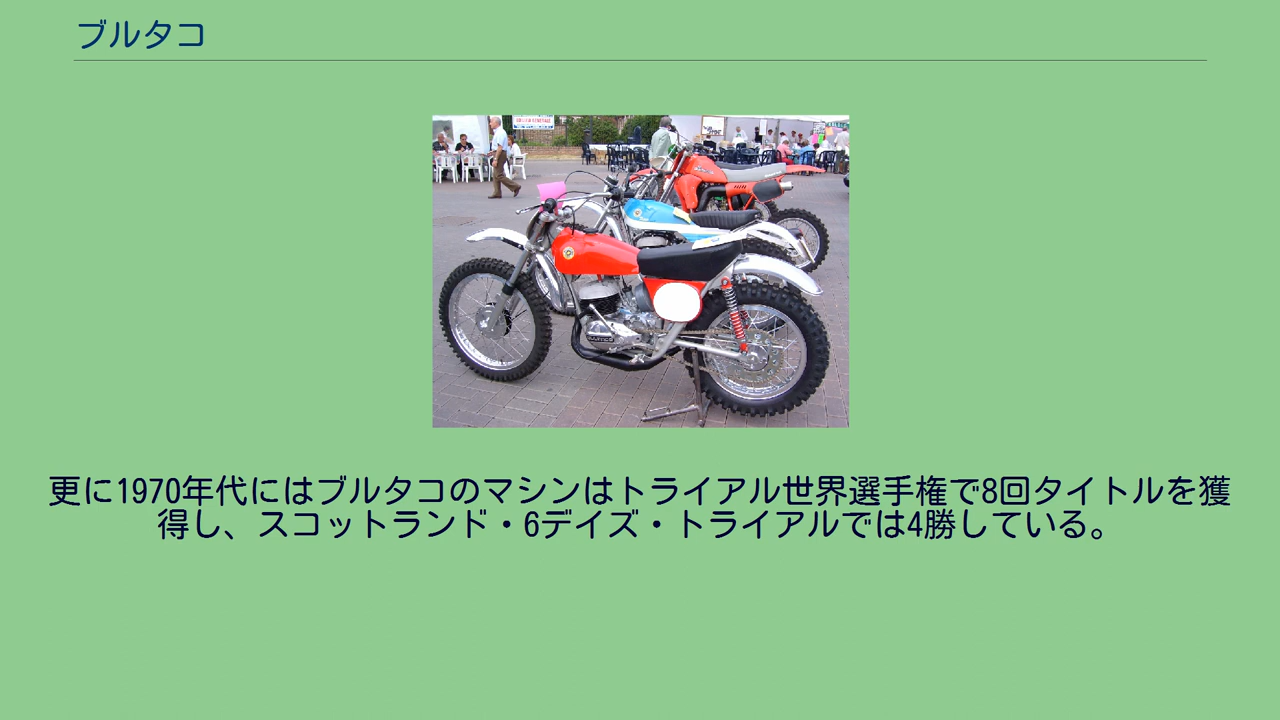 ブルタコ
更に1970年代にはブルタコのマシンはトライアル世界選手権で8回タイトルを獲
得し、スコットランド・6デイズ・トライアルでは4勝している。